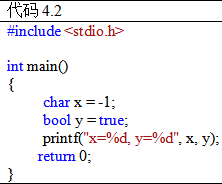 代码 4.2
#include <stdio.h>
int main()
{
char x = -1;
bool y = true;
printf("x=%d, y=%d", x, y);
return 0;
}